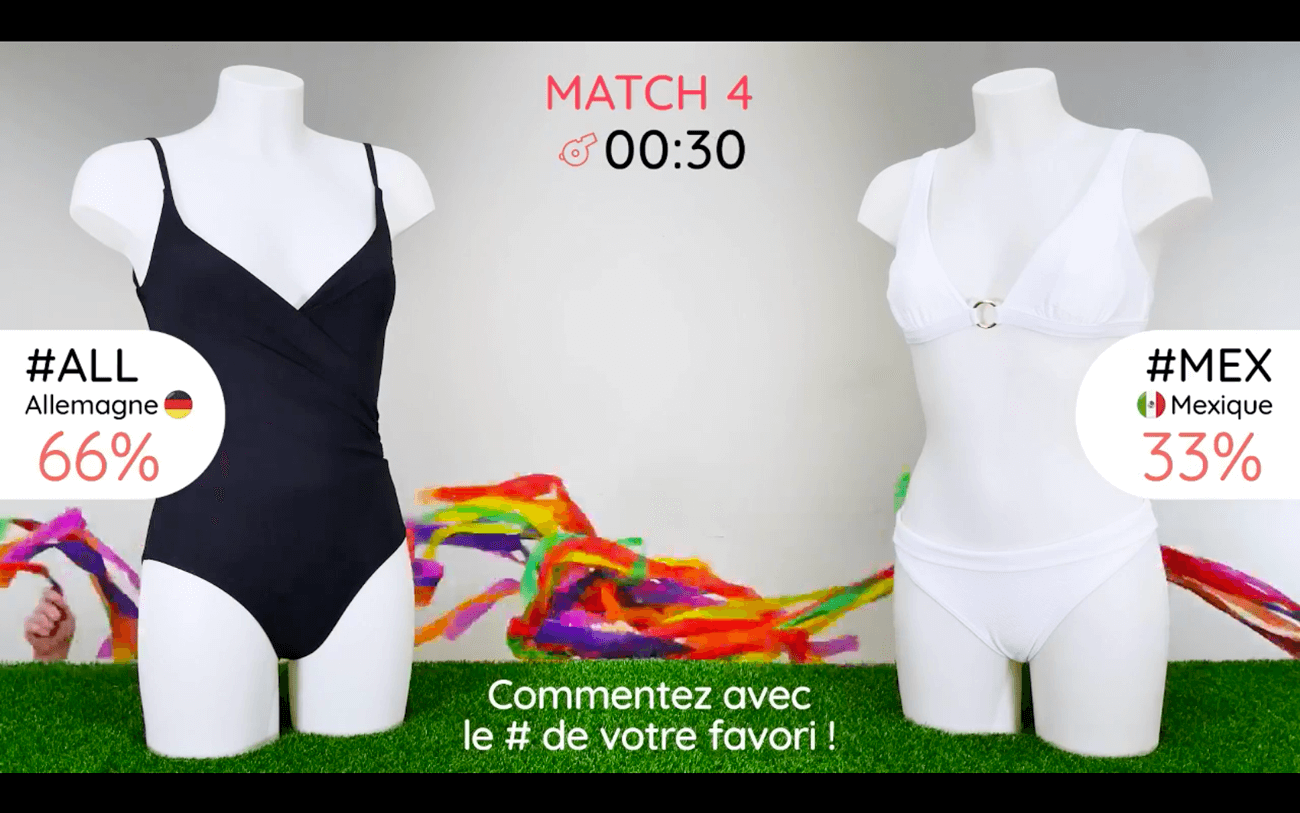 MATCH 4
00:30
#ALL
Allemagne
66%
#MEX
Mexique
33%
Commentez avec
le # de votre favori !